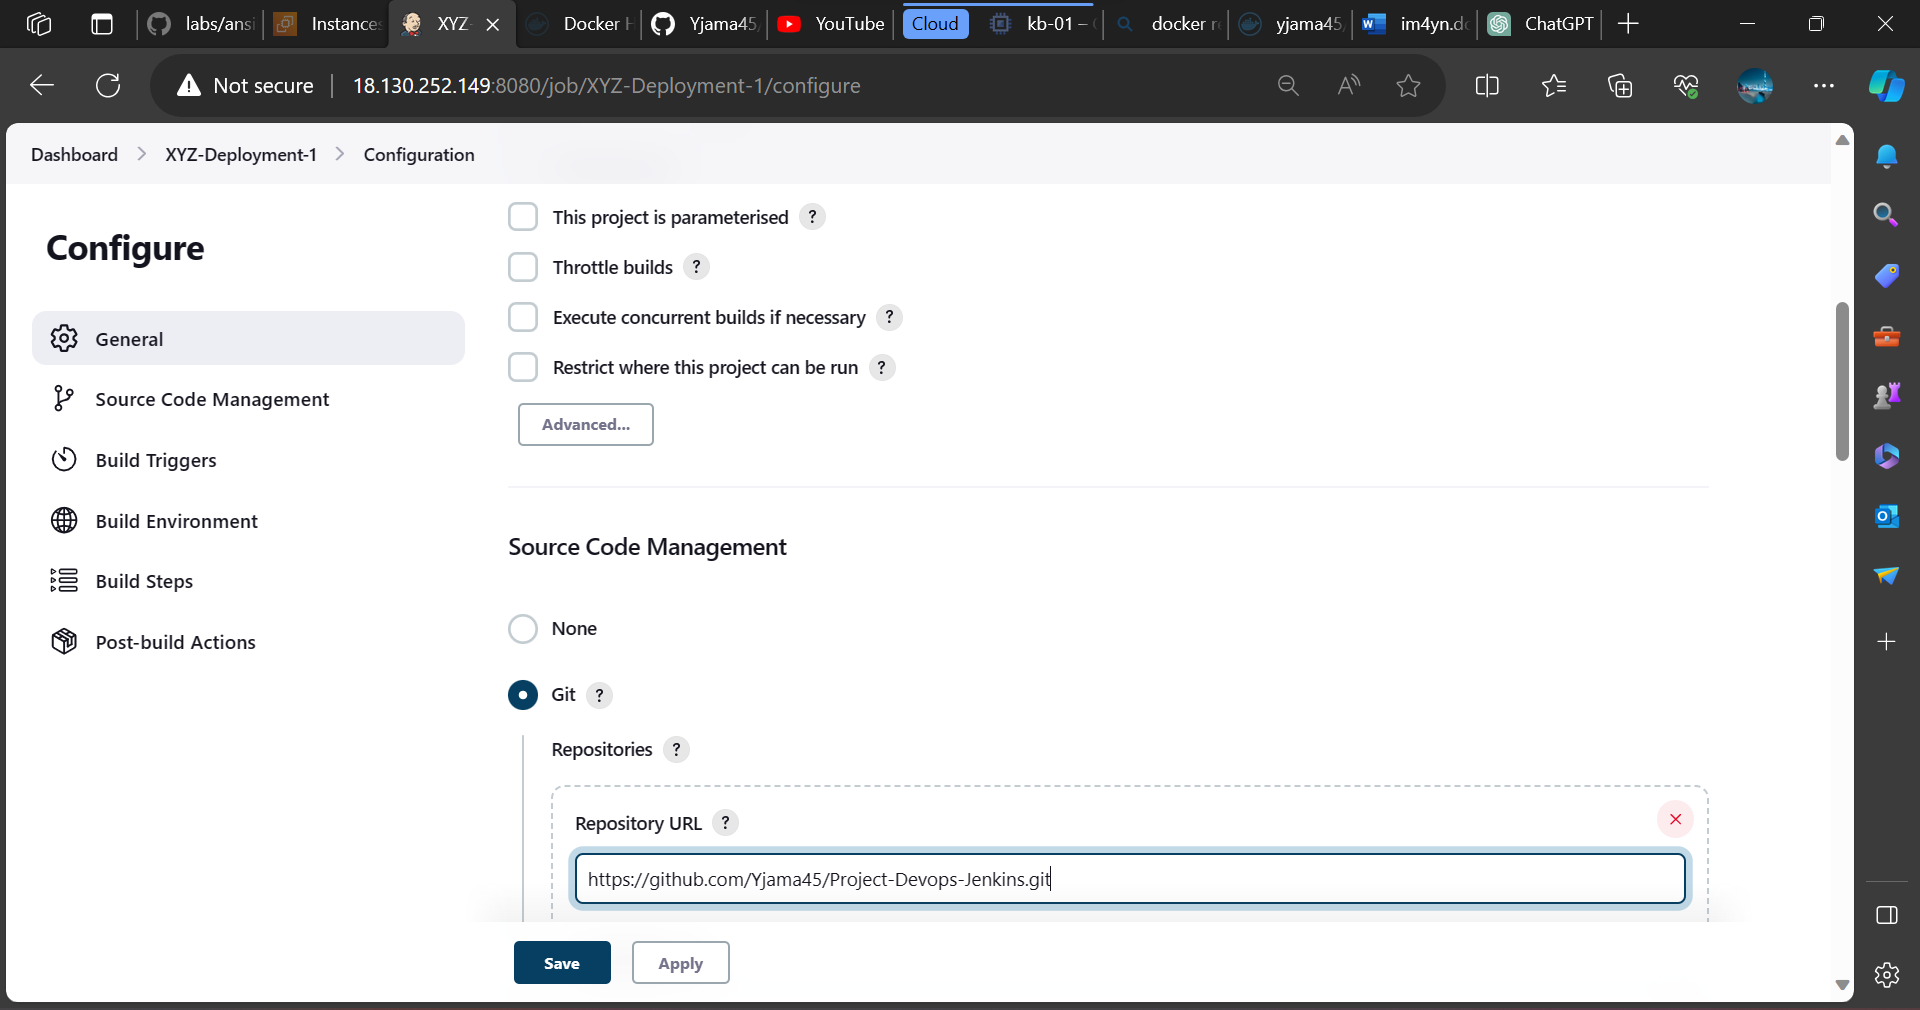 labs/ansi
Instances
XYZ-
Docker H
Yjama45/
YouTube
Cloud
kb-01 –
docker re
yjama45/
im4yn.do
ChatGPT
Not secure
18.130.252.149:8080/job/XYZ-Deployment-1/configure
Dashboard
XYZ-Deployment-1
Configuration
Configure
General
Source Code Management
Build Triggers
Build Environment
Build Steps
Post-build Actions
This project is parameterised ?
Throttle builds ?
Execute concurrent builds if necessary ?
Restrict where this project can be run ?
Advanced...
Source Code Management
None
Git ?
Repositories ?
Repository URL ?
https://github.com/Yjama45/Project-Devops-Jenkins.git
Save
Apply